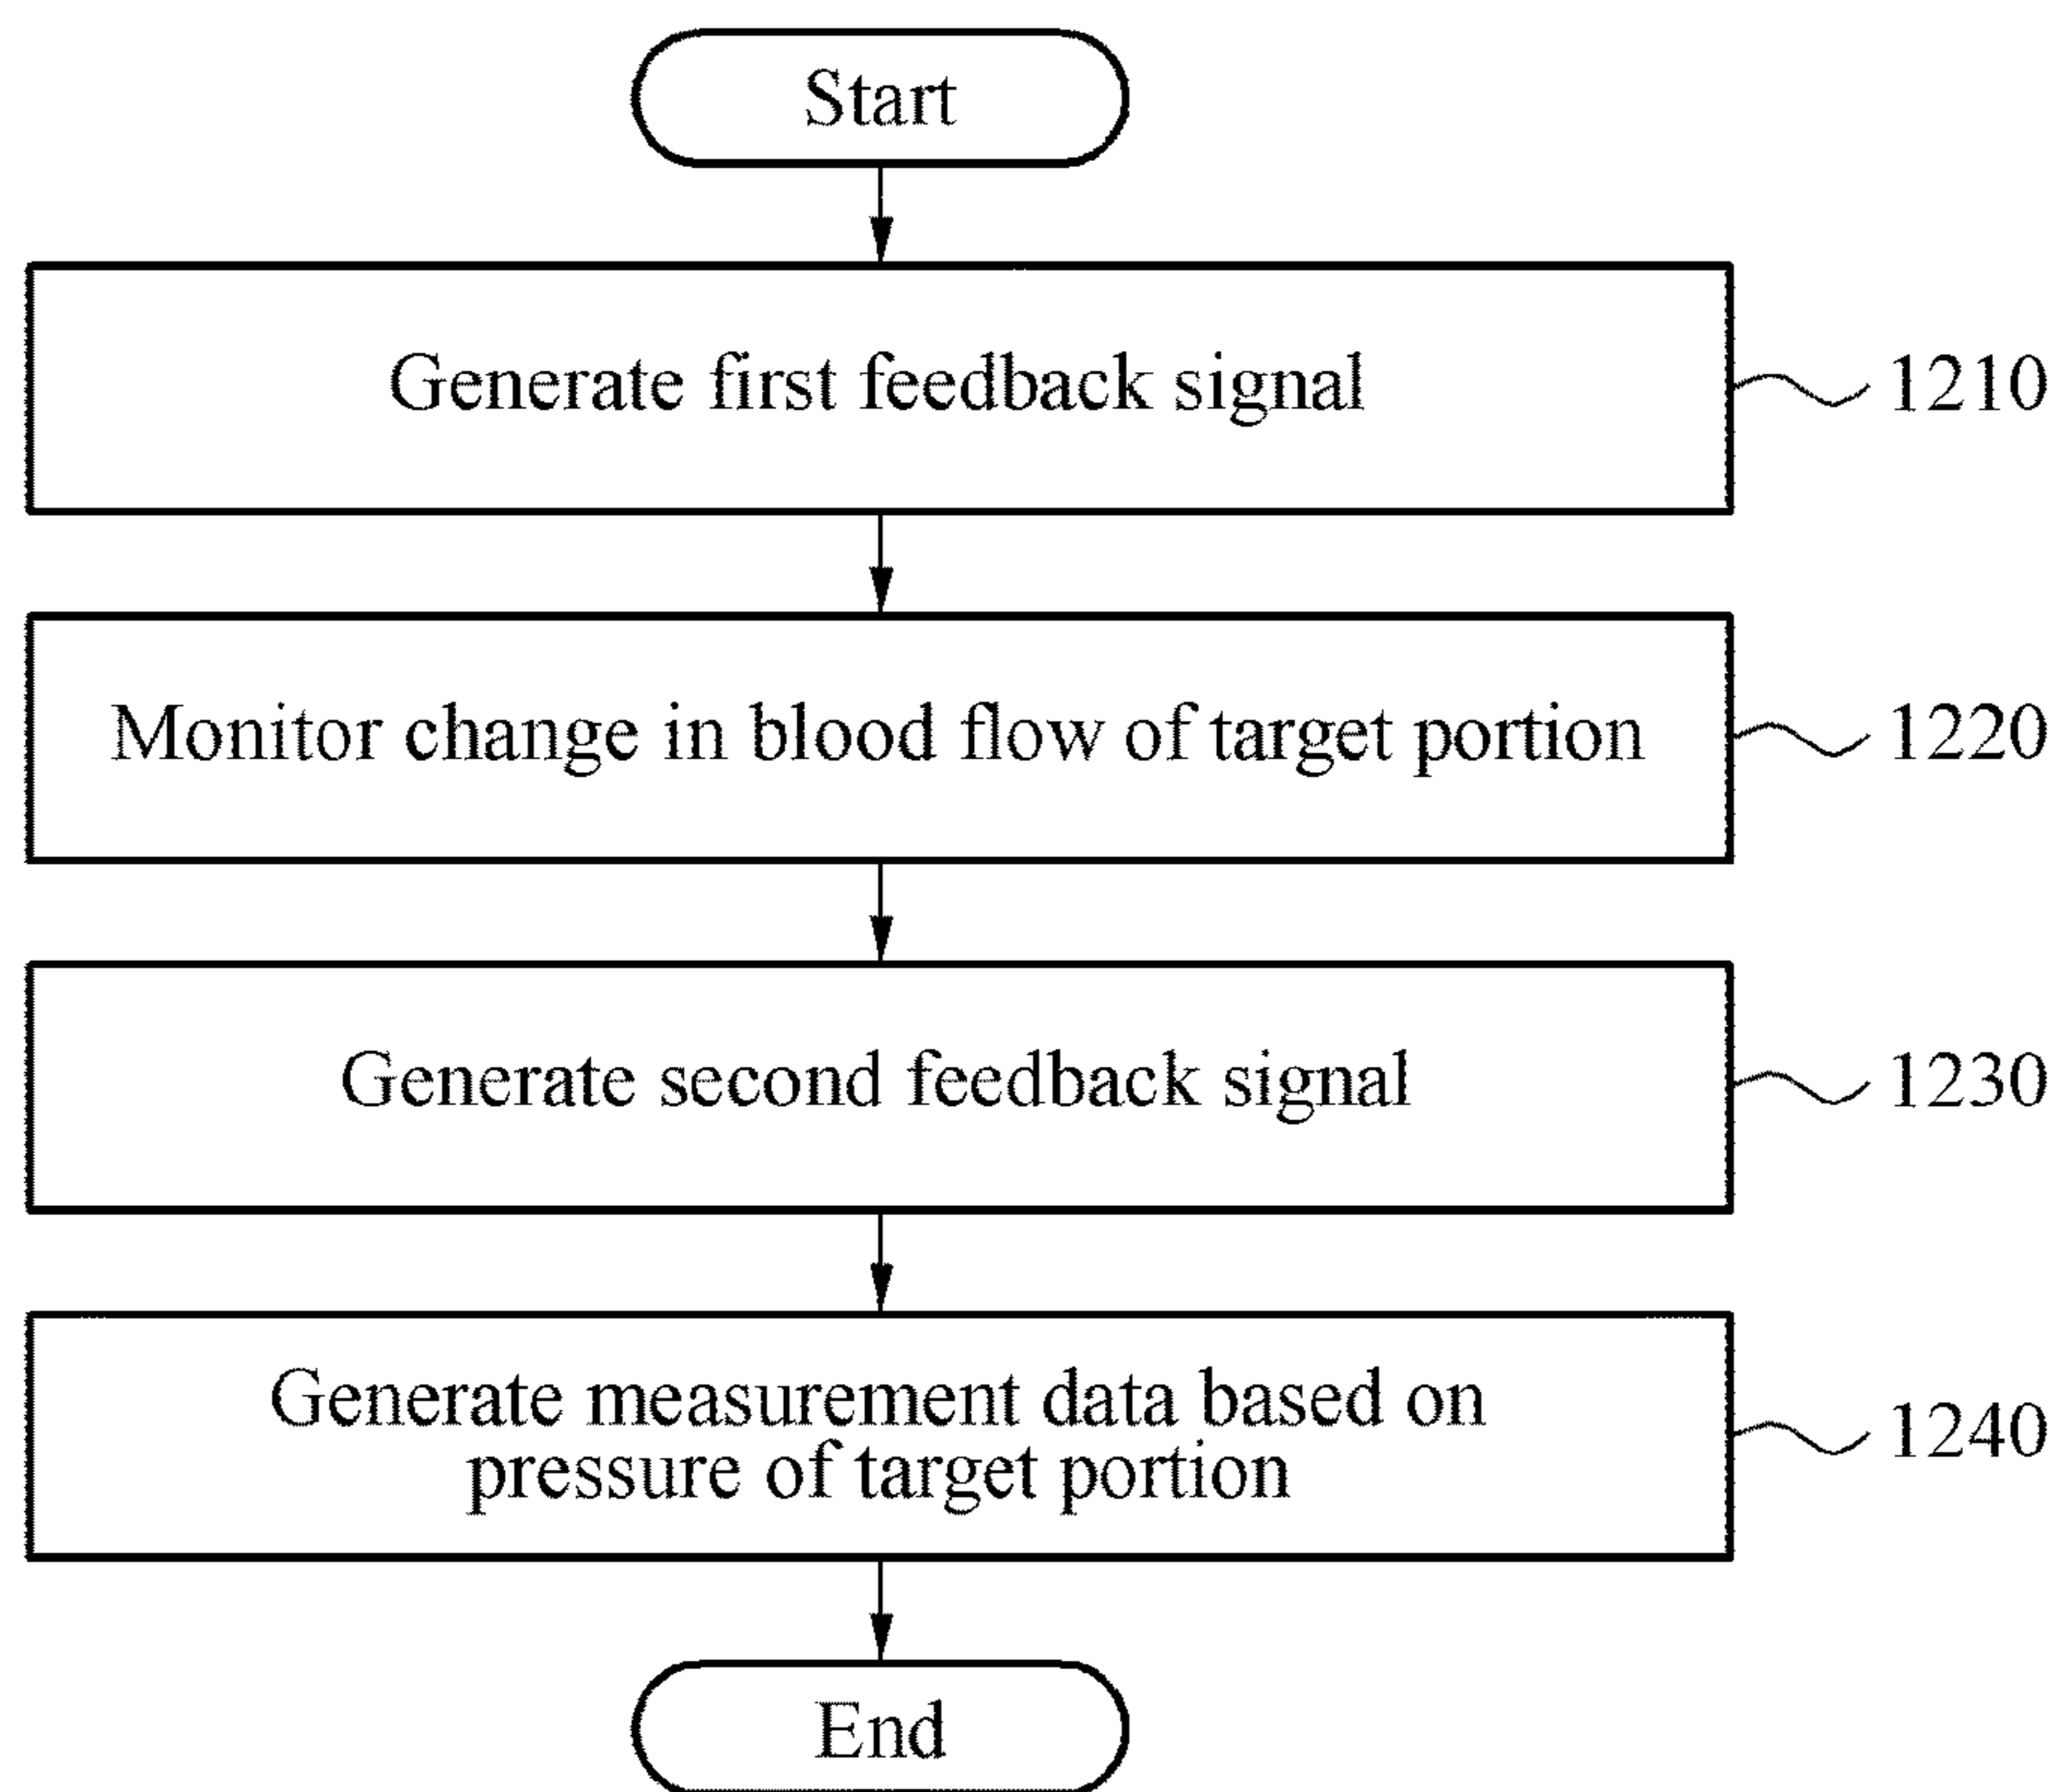 Start
Generate first feedback signal
1210
Monitor change in blood flow of target portion
1220
Generate second feedback signal
1230
Generate measurement data based on
pressure of target portion
1240
End